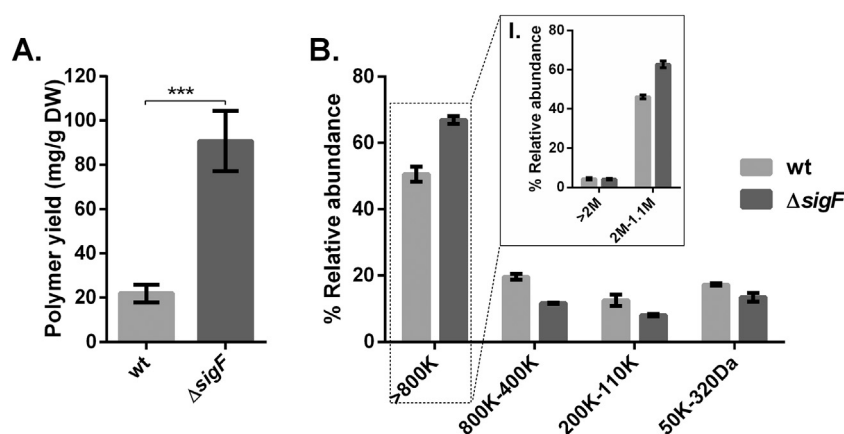 A.
Polymer yield (mg/g DW)
120
100
80
60
40
20
0
***
wt
ΔsigF
B.
% Relative abundance
80
60
40
20
0
>800K
800K-400K
200K-110K
50K-320Da
I.
% Relative abundance
80
60
40
20
0
>2M
2M-1.1M
wt
ΔsigF